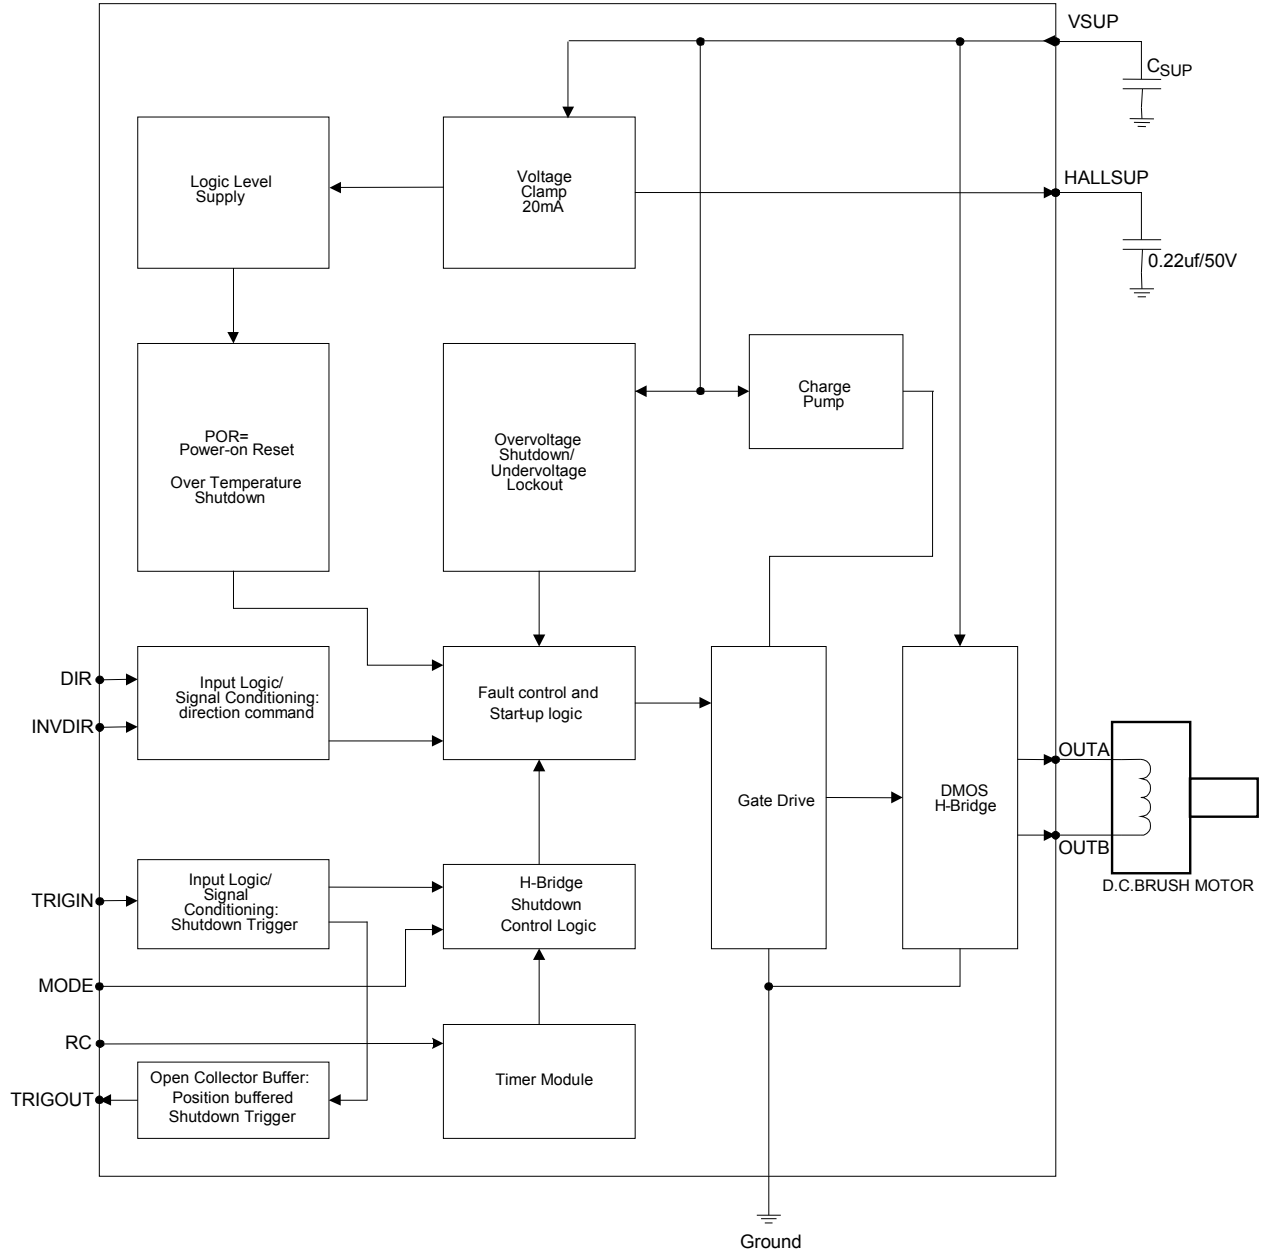 VSUP
CSUP
Logic Level
Supply
Voltage
Clamp
20mA
HALLSUP
0.22uf/50V
POR=
Power-on Reset
Over Temperature
Shutdown
Overvoltage
Shutdown/
Undervoltage
Lockout
Charge
Pump
DIR
INVDIR
Input Logic/
Signal Conditioning:
direction command
Fault control and
Start-up logic
Gate Drive
DMOS
H-Bridge
OUTA
OUTB
D.C.BRUSH MOTOR
TRIGIN
Input Logic/
Signal
Conditioning:
Shutdown Trigger
H-Bridge
Shutdown
Control Logic
MODE
RC
Timer Module
TRIGOUT
Open Collector Buffer:
Position buffered
Shutdown Trigger
Ground